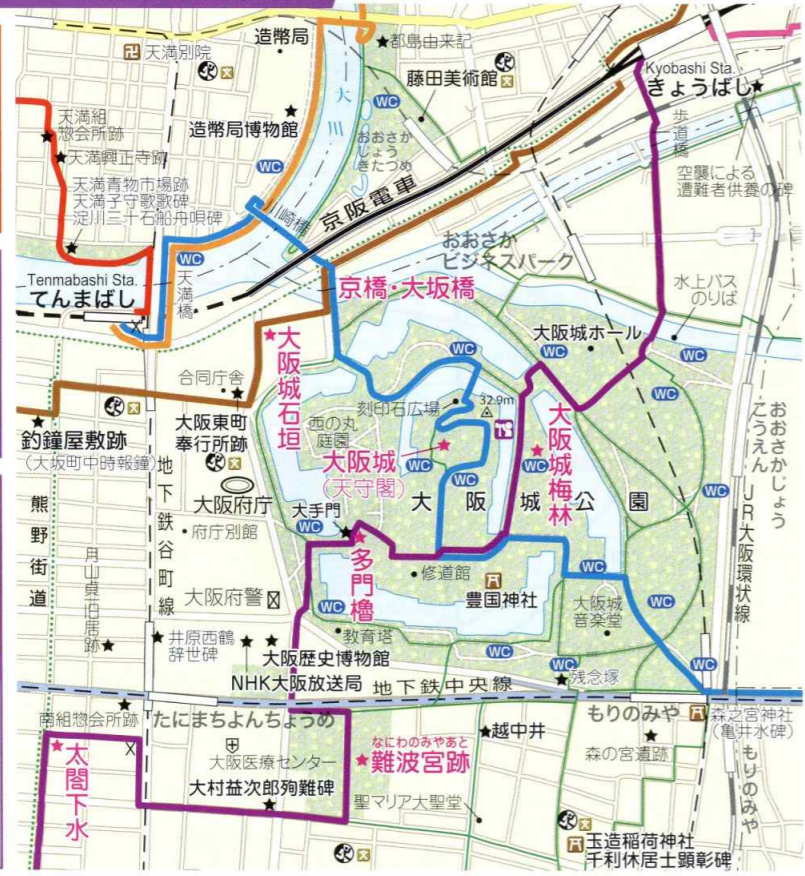 造幣局
卍天満別院
★都島由来記
藤田美術館
Kyobashi Sta.
きょうばし
大川
WC
天満組
惣会所跡
造幣局博物館
おおさか
じょう
きたづめ
歩道橋
★天満興正寺跡
空襲による
遭難者供養の碑
天満青物市場跡
天満子守歌歌碑
淀川三十石船舟唄碑
WC
川崎橋
京阪電車
おおさか
ビジネスパーク
Tenmabashi Sta.
てんまばし
WC
天満橋
京橋・大坂橋
水上バス
のりば
WC
★大阪城石垣
大阪城ホール
合同庁舎
刻印石広場
32.9m
WC
釣鐘屋敷跡
(大坂町中時報鐘)
大阪東町
奉行所跡
西の丸
庭園
大阪城
(天守閣)
WC
★大阪城梅林
WC
おおさかじょう
こうえん
大阪府庁
大手門
WC
大阪城公園
WC
熊野街道
地下鉄谷町線
府庁別館
★多門櫓
修道館
豊国神社
WC
JR大阪環状線
月山貞一旧居跡
大阪府警
WC
大阪城
音楽堂
WC
井原西鶴
辞世碑
教育塔
大阪歴史博物館
NHK大阪放送局
地下鉄中央線
WC
★残念塚
WC
南組惣会所跡
たにまちよんちょうめ
もりのみや
森之宮神社
(亀井水碑)
★太閤下水
大阪医療センター
なにわのみやあと
★難波宮跡
★越中井
森の宮遺跡
もりのみや
大村益次郎殉難碑
聖マリア大聖堂
玉造稲荷神社
千利休居士顕彰碑